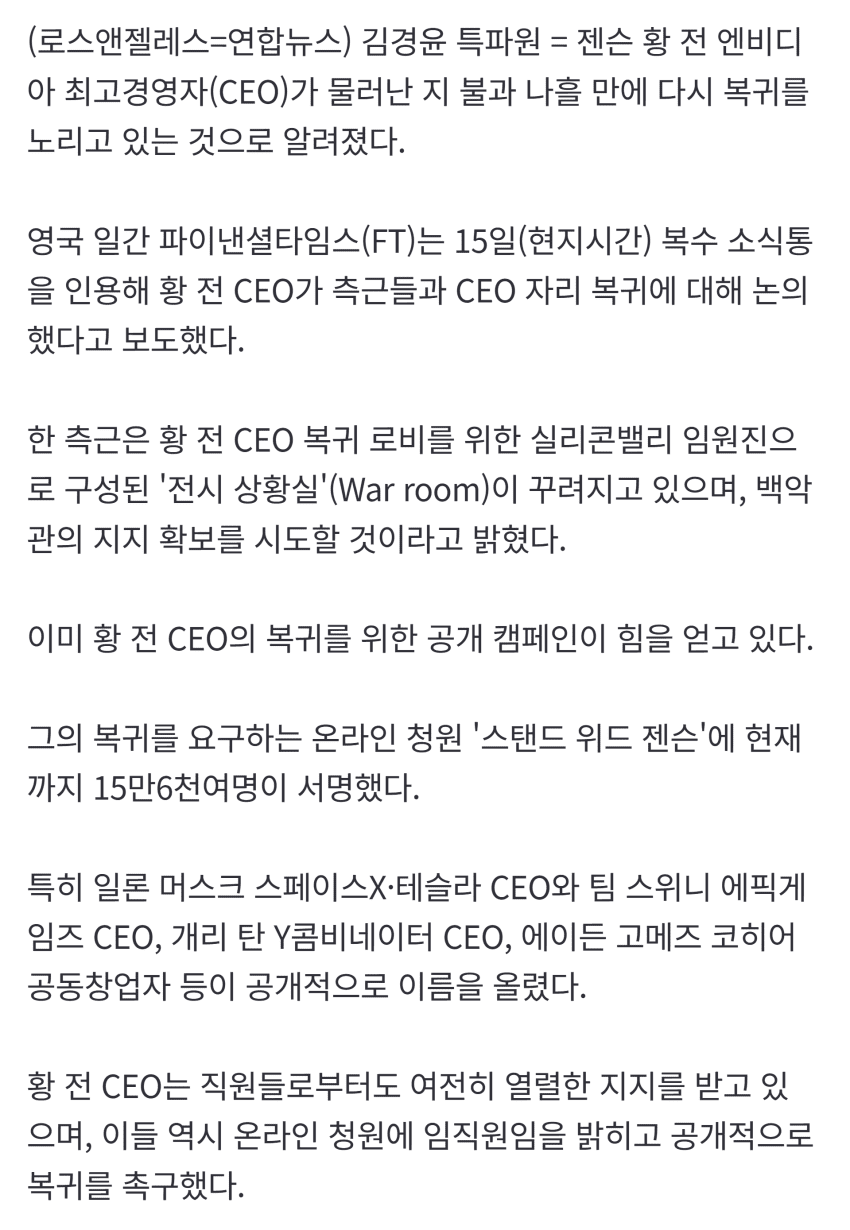 (로스앤젤레스=연합뉴스) 김경윤 특파원 = 젠슨 황 전 엔비디
아 최고경영자(CEO)가 물러난 지 불과 나흘 만에 다시 복귀를
노리고 있는 것으로 알려졌다.
영국 일간 파이낸셜타임스(FT)는 15일(현지시간) 복수 소식통
을 인용해 황 전 CEO가 측근들과 CEO 자리 복귀에 대해 논의
했다고 보도했다.
한 측근은 황 전 CEO 복귀 로비를 위한 실리콘밸리 임원진으
로 구성된 '전시 상황실'(War room)이 꾸려지고 있으며, 백악
관의 지지 확보를 시도할 것이라고 밝혔다.
이미 황 전 CEO의 복귀를 위한 공개 캠페인이 힘을 얻고 있다.
그의 복귀를 요구하는 온라인 청원 '스탠드 위드 젠슨'에 현재
까지 15만6천여명이 서명했다.
특히 일론 머스크 스페이스X·테슬라 CEO와 팀 스위니 에픽게
임즈 CEO, 개리 탄 Y콤비네이터 CEO, 에이든 고메즈 코히어
공동창업자 등이 공개적으로 이름을 올렸다.
황 전 CEO는 직원들로부터도 여전히 열렬한 지지를 받고 있
으며, 이들 역시 온라인 청원에 임직원임을 밝히고 공개적으로
복귀를 촉구했다.